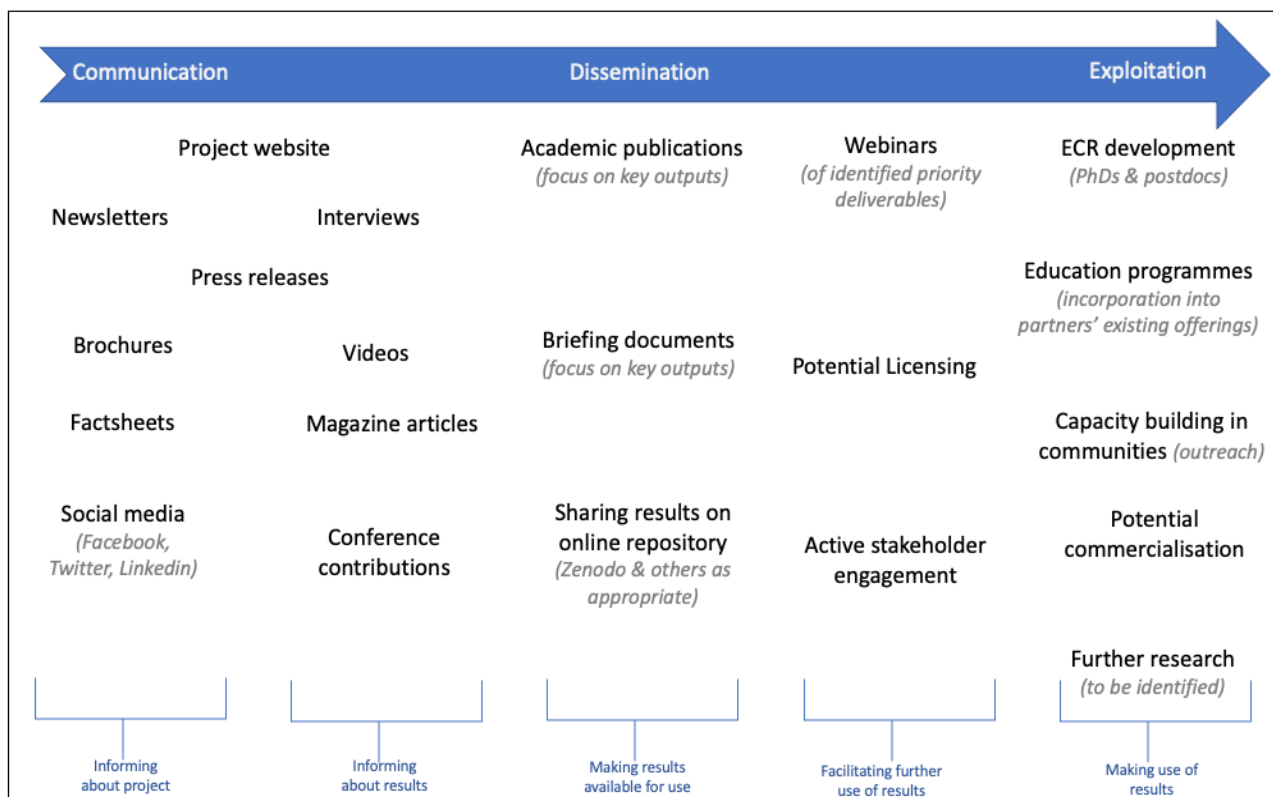 Communication
Dissemination
Exploitation
Project website
Newsletters
Interviews
Press releases
Brochures
Videos
Factsheets
Magazine articles
Social media
(Facebook,
Twitter, Linkedin)
Conference
contributions
Academic publications
(focus on key outputs)
Briefing documents
(focus on key outputs)
Sharing results on
online repository
(Zenodo & others as
appropriate)
Webinars
(of identified priority
deliverables)
Potential Licensing
Active stakeholder
engagement
ECR development
(PhDs & postdocs)
Education programmes
(incorporation into
partners’ existing offerings)
Capacity building in
communities (outreach)
Potential
commercialisation
Further research
(to be identified)
Informing
about project
Informing
about results
Making results
available for use
Facilitating further
use of results
Making use of
results